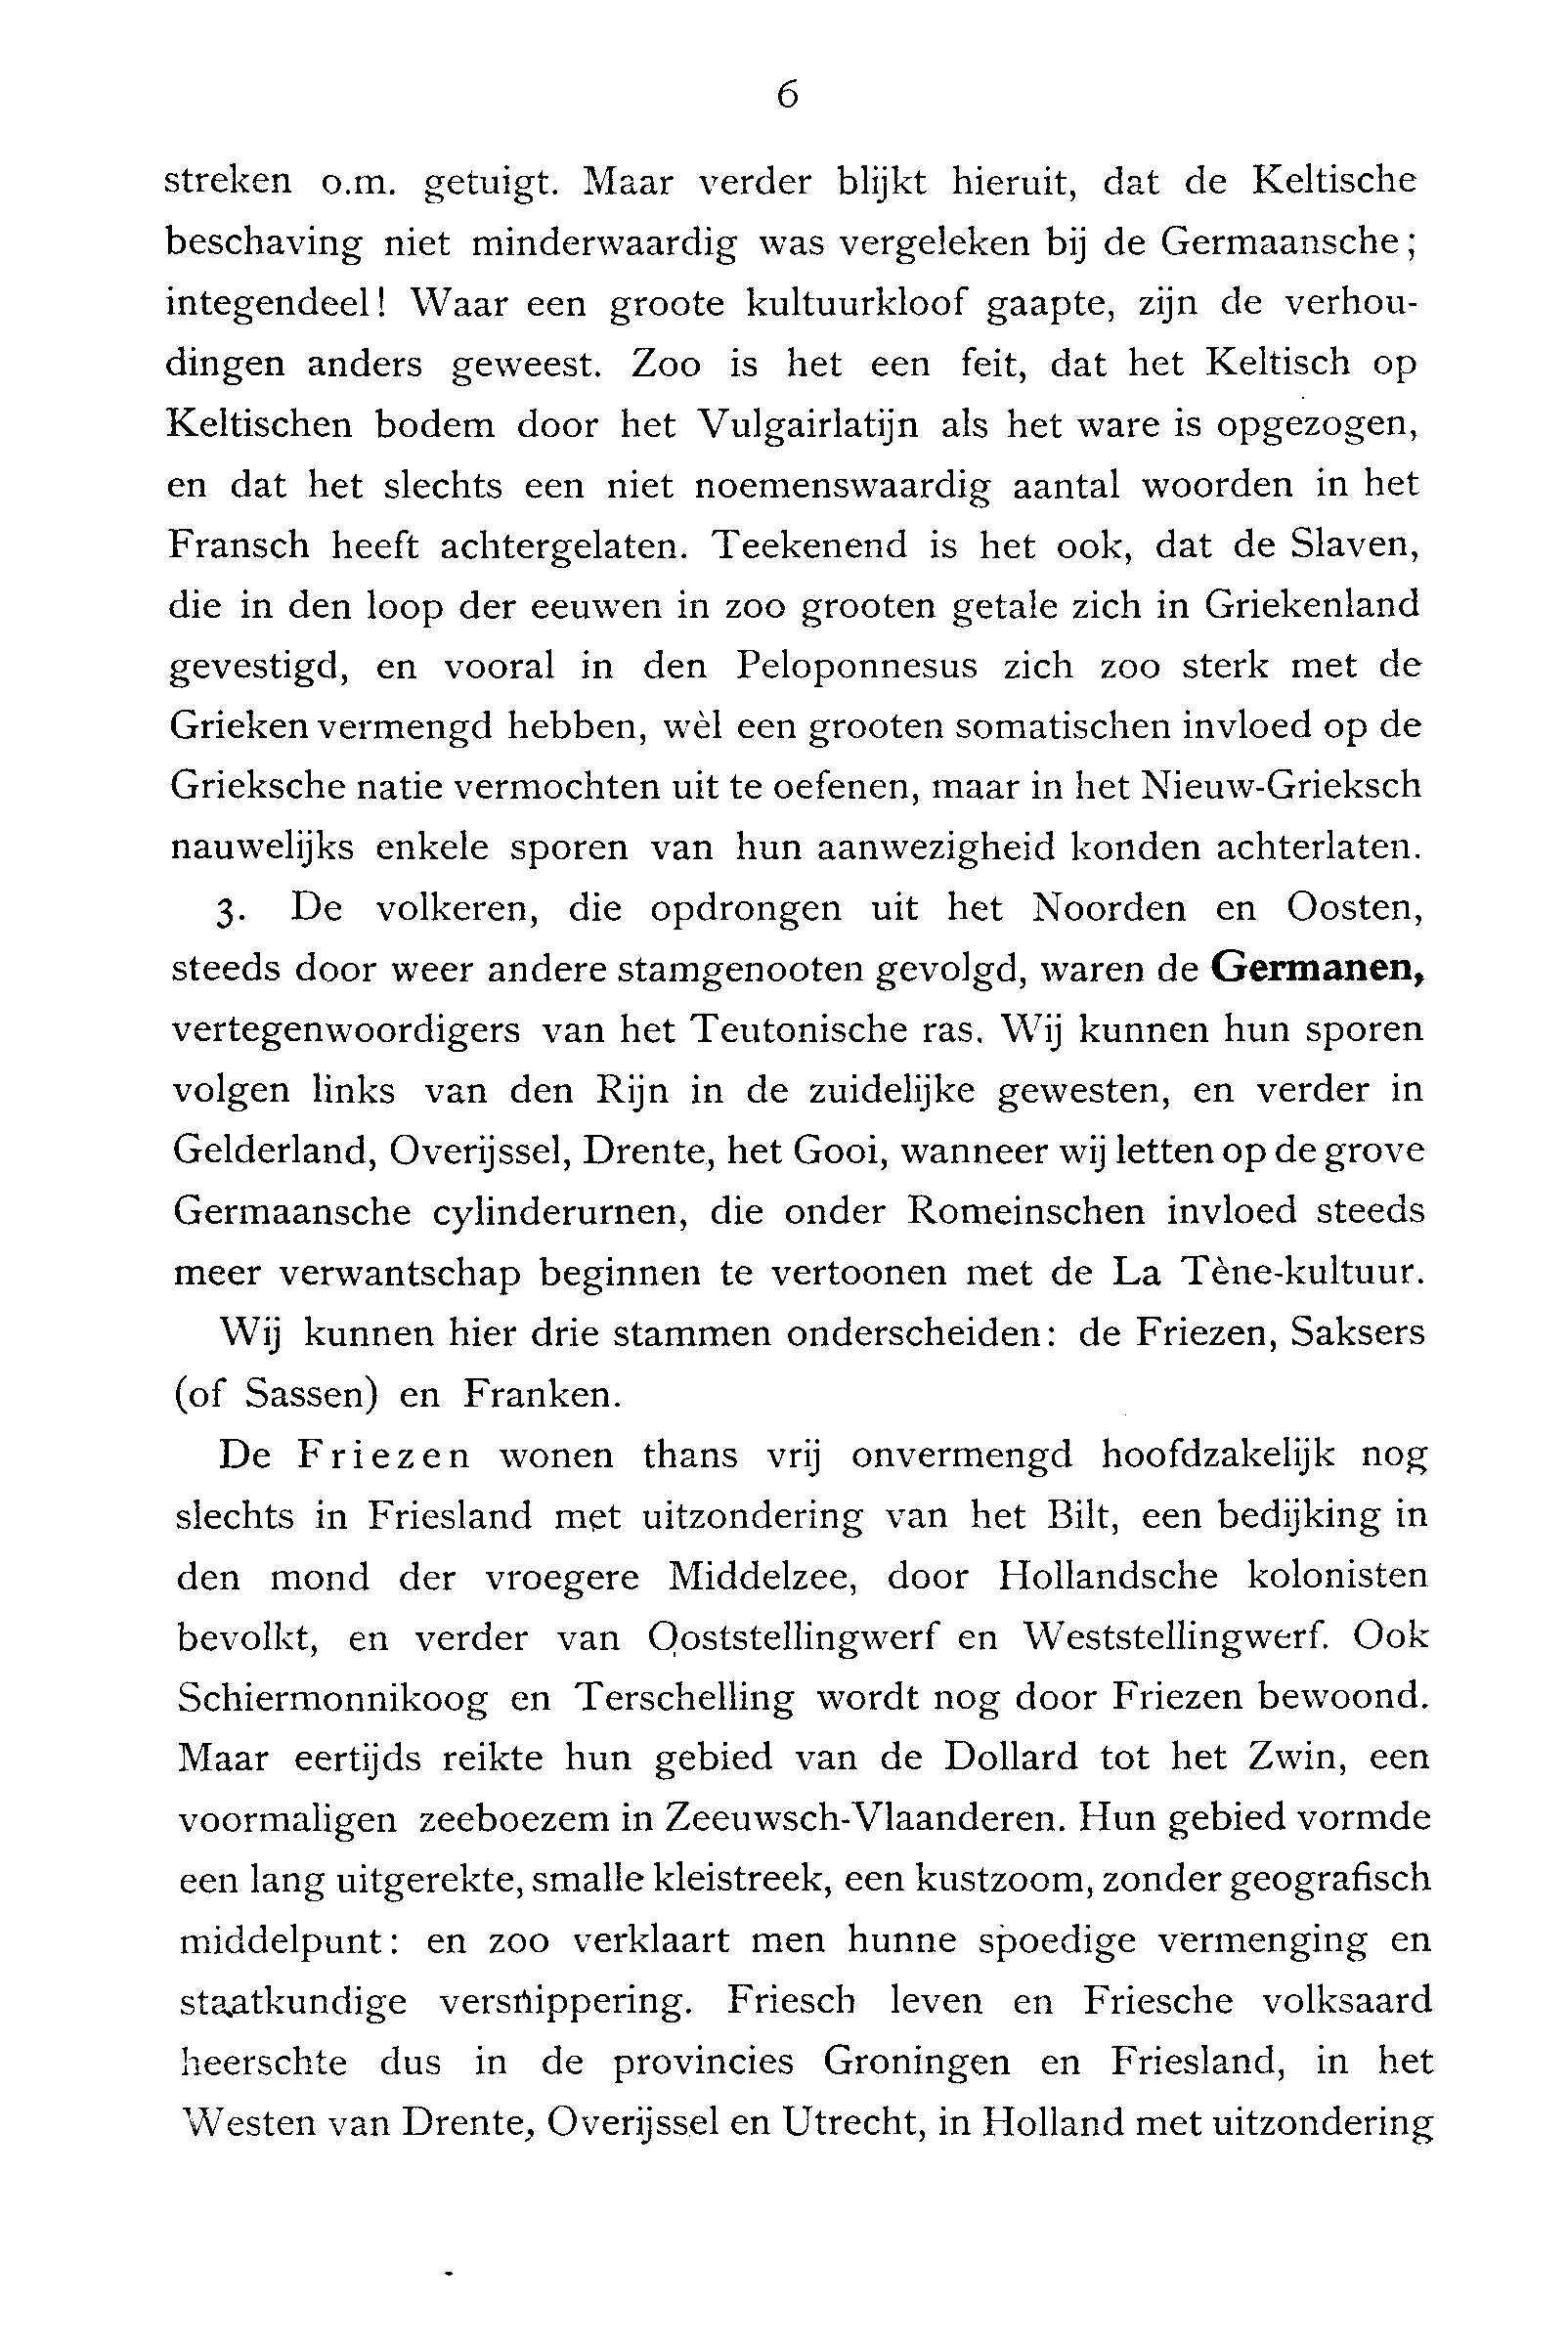 6
streken o.m. getuigt. Maar verder blijkt hieruit, dat de Keltische
beschaving niet minderwaardig was vergeleken bij de Germaansche;
integendeel! Waar een groote kultuurkloof gaapte, zijn de verhou-
dingen anders geweest. Zoo is het een feit, dat het Keltisch op
Keltischen bodem door het Vulgairlatijn als het ware is opgezogen,
en dat het slechts een niet noemenswaardig aantal woorden in het
Fransch heeft achtergelaten. Teekenend is het ook, dat de Slaven,
die in den loop der eeuwen in zoo grooten getale zich in Griekenland
gevestigd, en vooral in den Peloponnesus zich zoo sterk met de
Grieken vermengd hebben, wèl een grooten somatischen invloed op de
Grieksche natie vermochten uit te oefenen, maar in het Nieuw-Grieksch
nauwelijks enkele sporen van hun aanwezigheid konden achterlaten.
3. De volkeren, die opdrongen uit het Noorden en Oosten,
steeds door weer andere stamgenooten gevolgd, waren de Germanen,
vertegenwoordigers van het Teutonische ras. Wij kunnen hun sporen
volgen links van den Rijn in de zuidelijke gewesten, en verder in
Gelderland, Overijssel, Drente, het Gooi, wanneer wij letten op de grove
Germaansche cylinderurnen, die onder Romeinschen invloed steeds
meer verwantschap beginnen te vertoonen met de La Tène-kultuur.
Wij kunnen hier drie stammen onderscheiden: de Friezen, Saksers
(of Sassen) en Franken.
De Friezen wonen thans vrij onvermengd hoofdzakelijk nog
slechts in Friesland met uitzondering van het Bilt, een bedijking in
den mond der vroegere Middelzee, door Hollandsche kolonisten
bevolkt, en verder van Ooststellingwerf en Weststellingwerf. Ook
Schiermonnikoog en Terschelling wordt nog door Friezen bewoond.
Maar eertijds reikte hun gebied van de Dollard tot het Zwin, een
voormaligen zeeboezem in Zeeuwsch-Vlaanderen. Hun gebied vormde
een lang uitgerekte, smalle kleistreek, een kustzoom, zonder geografisch
middelpunt: en zoo verklaart men hunne spoedige vermenging en
staatkundige versnippering. Friesch leven en Friesche volksaard
heerschte dus in de provincies Groningen en Friesland, in het
Westen van Drente, Overijssel en Utrecht, in Holland met uitzondering